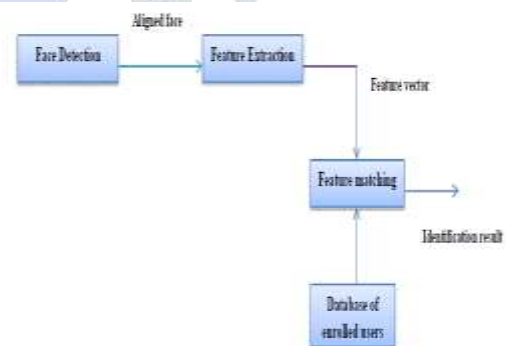 Aligned face
Face Detection
Feature Extraction
Feature vector
Feature matching
Identification result
Database of
enrolled users